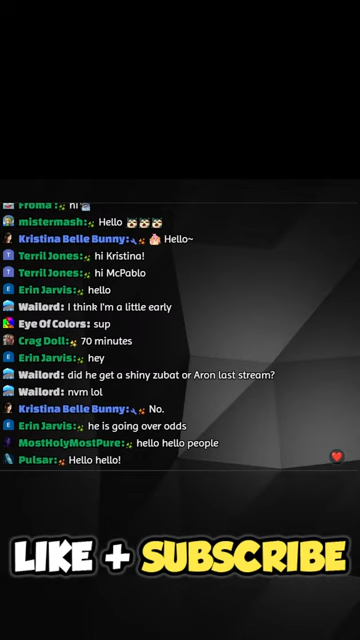 Froma : hi
mistermash: Hello
Kristina Belle Bunny: Hello~
T Terril Jones: hi Kristina!
T Terril Jones: hi McPablo
E Erin Jarvis: hello
Wailord: I think I'm a little early
Eye Of Colors: sup
Crag Doll: 70 minutes
E Erin Jarvis: hey
Wailord: did he get a shiny zubat or Aron last stream?
Wailord: nvm lol
Kristina Belle Bunny: No.
E Erin Jarvis: he is going over odds
MostHolyMostPure: hello hello people
Pulsar: Hello hello!
LIKE + SUBSCRIBE